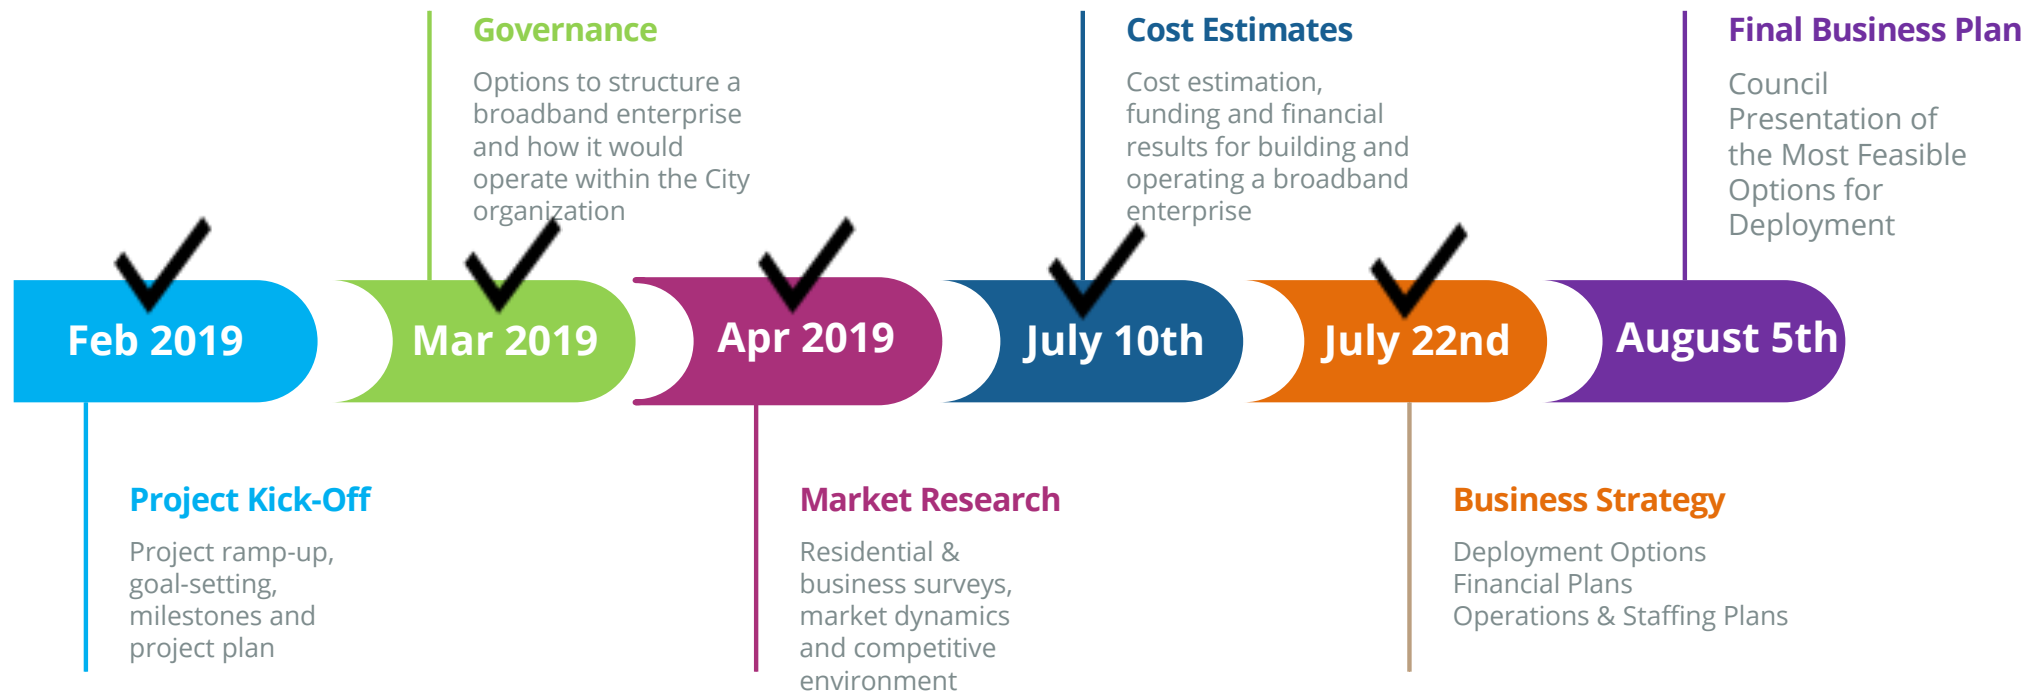 Governance
Options to structure a
broadband enterprise
and how it would
operate within the City
organization
Cost Estimates
Cost estimation,
funding and financial
results for building and
operating a broadband
enterprise
Final Business Plan
Council
Presentation of
the Most Feasible
Options for
Deployment
Feb 2019
Mar 2019
Apr 2019
July 10th
July 22nd
August 5th
Project Kick-Off
Project ramp-up,
goal-setting,
milestones and
project plan
Market Research
Residential &
business surveys,
market dynamics
and competitive
environment
Business Strategy
Deployment Options
Financial Plans
Operations & Staffing Plans